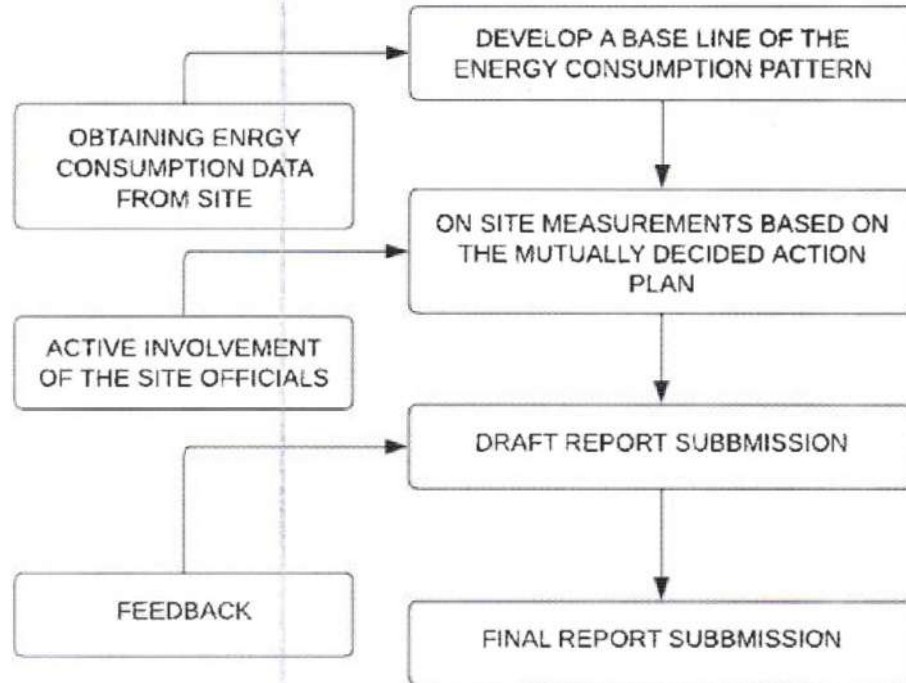 DEVELOP A BASE LINE OF THE
ENERGY CONSUMPTION PATTERN
OBTAINING ENRGY
CONSUMPTION DATA
FROM SITE
ON SITE MEASUREMENTS BASED ON
THE MUTUALLY DECIDED ACTION
PLAN
ACTIVE INVOLVEMENT
OF THE SITE OFFICIALS
DRAFT REPORT SUBBMISSION
FEEDBACK
FINAL REPORT SUBBMISSION